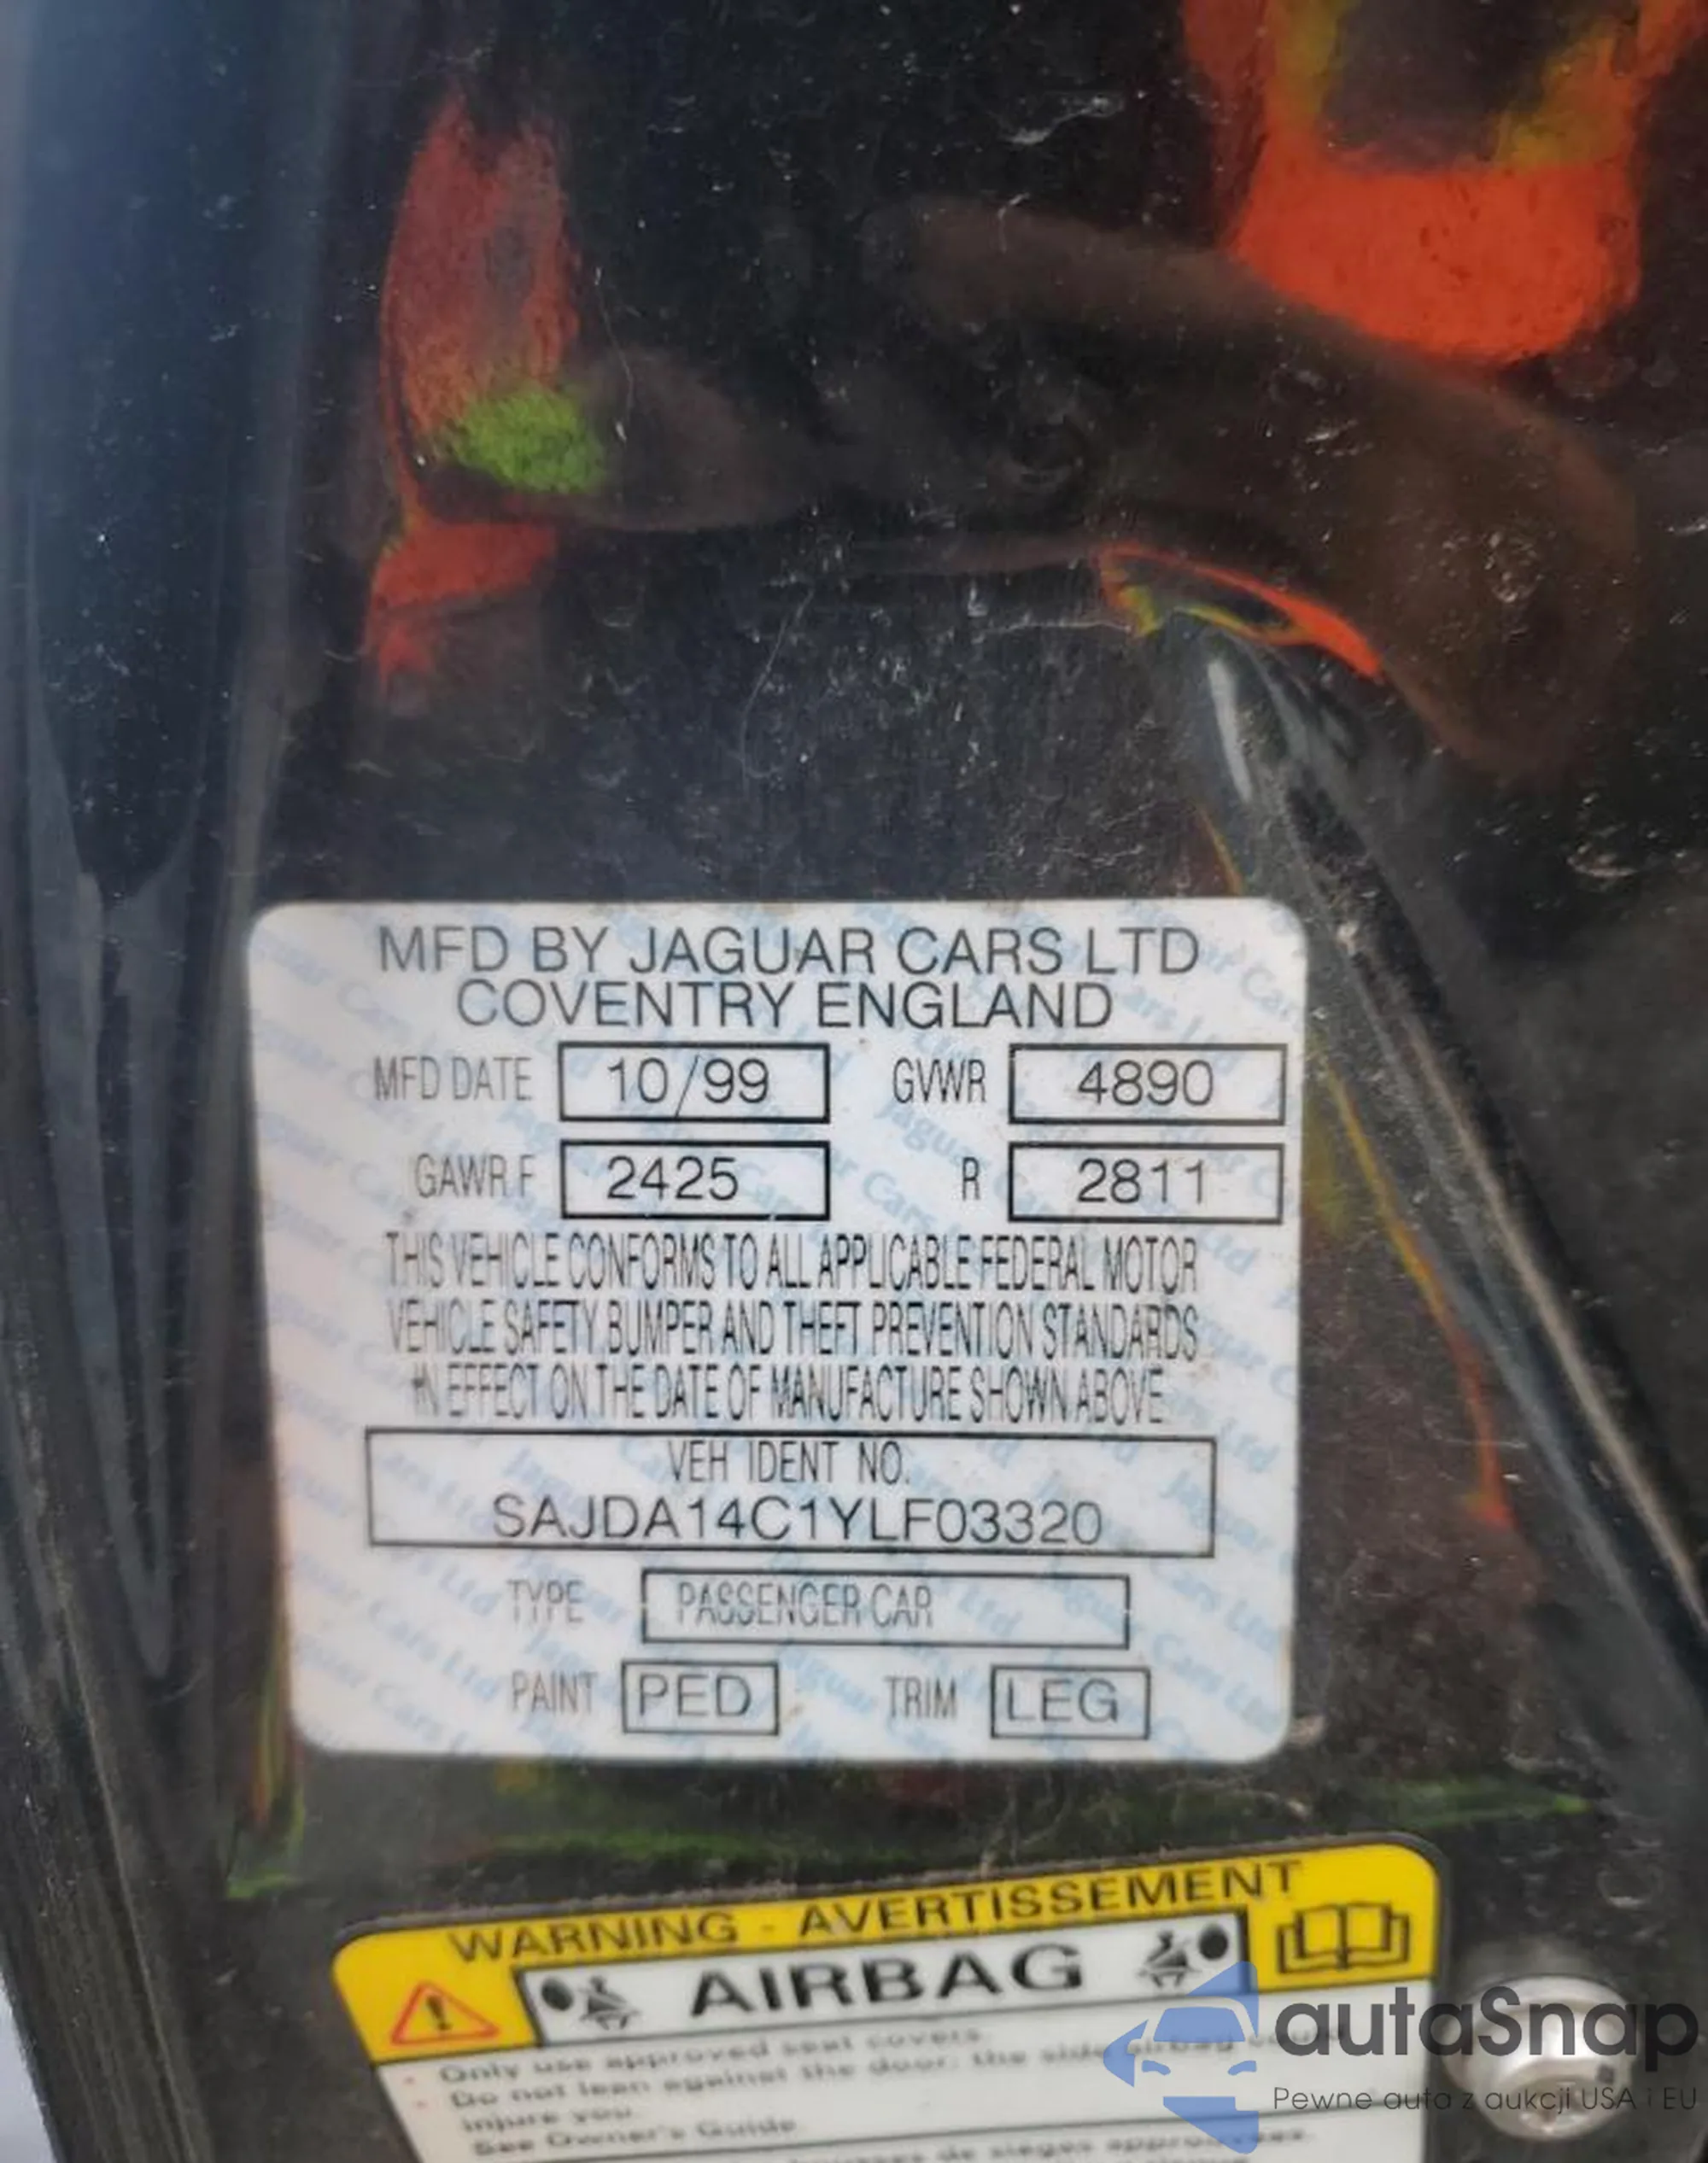 MFD BY JAGUAR CARS LTD
COVENTRY ENGLAND
MFD DATE 10/99 GVWR 4890
GAWR F 2425 R 2811
THIS VEHICLE CONFORMS TO ALL APPLICABLE FEDERAL MOTOR
VEHICLE SAFETY, BUMPER AND THEFT PREVENTION STANDARDS
IN EFFECT ON THE DATE OF MANUFACTURE SHOWN ABOVE
VEH IDENT NO.
SAJDA14C1YLF03320
TYPE PASSENGER CAR
PAINT PED TRIM LEG
WARNING - AVERTISSEMENT
AIRBAG
- Only use approved seat covers.
- Do not lean against the door; the side airbag could
injure you.
See Owner's Guide
de sièges approuvées.
autaSnap
Pewne auta z aukcji USA i EU